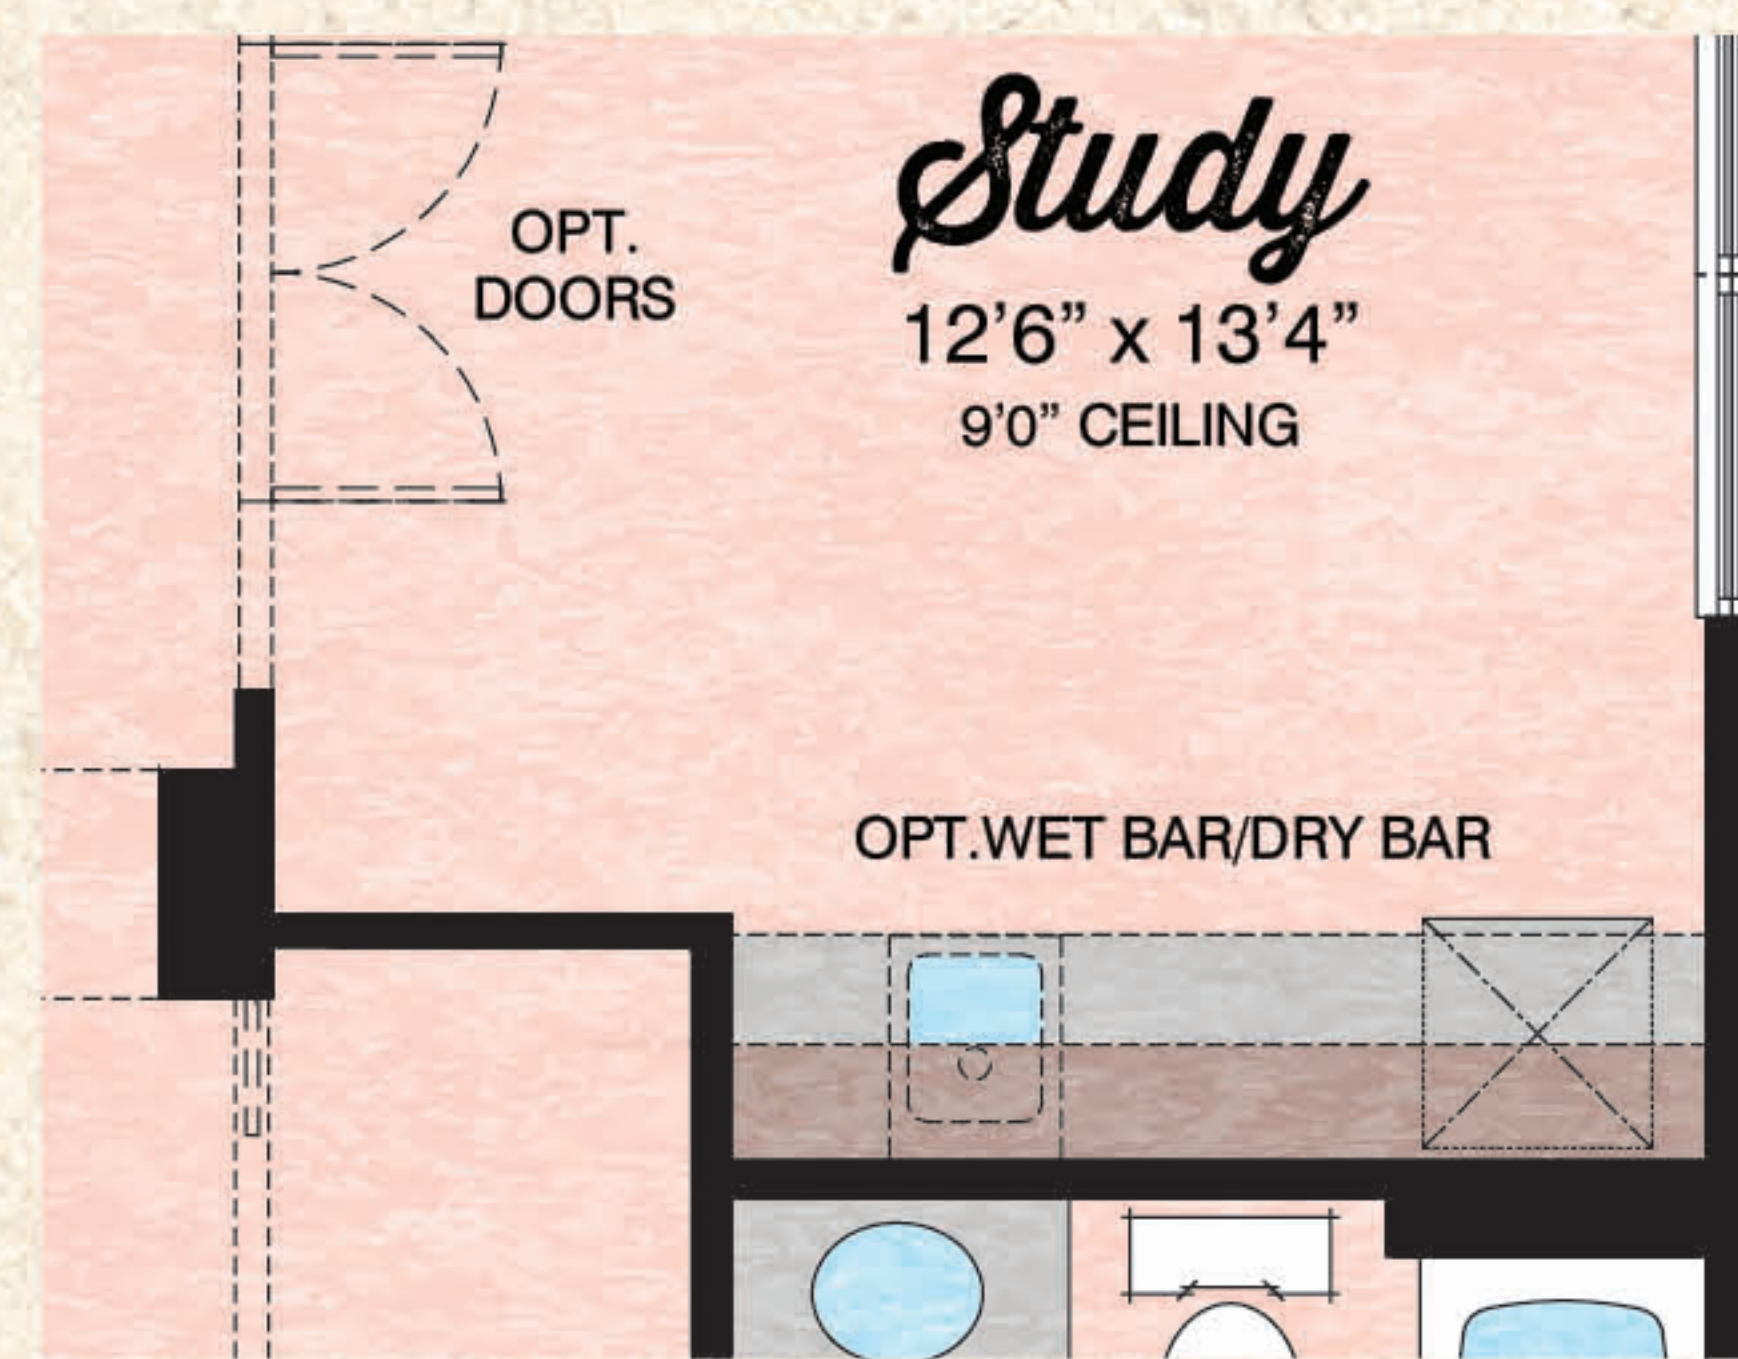 Study
OPT.
DOORS
12’6” x 13’4”
9’0” CEILING
OPT.WET BAR/DRY BAR